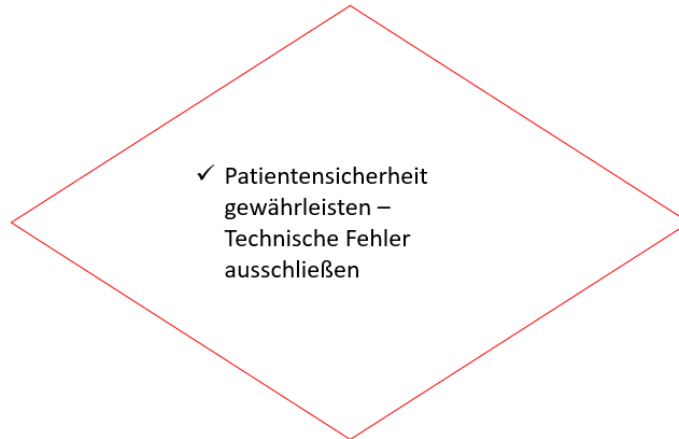 ✓ Patientensicherheit
gewährleisten –
Technische Fehler
ausschließen